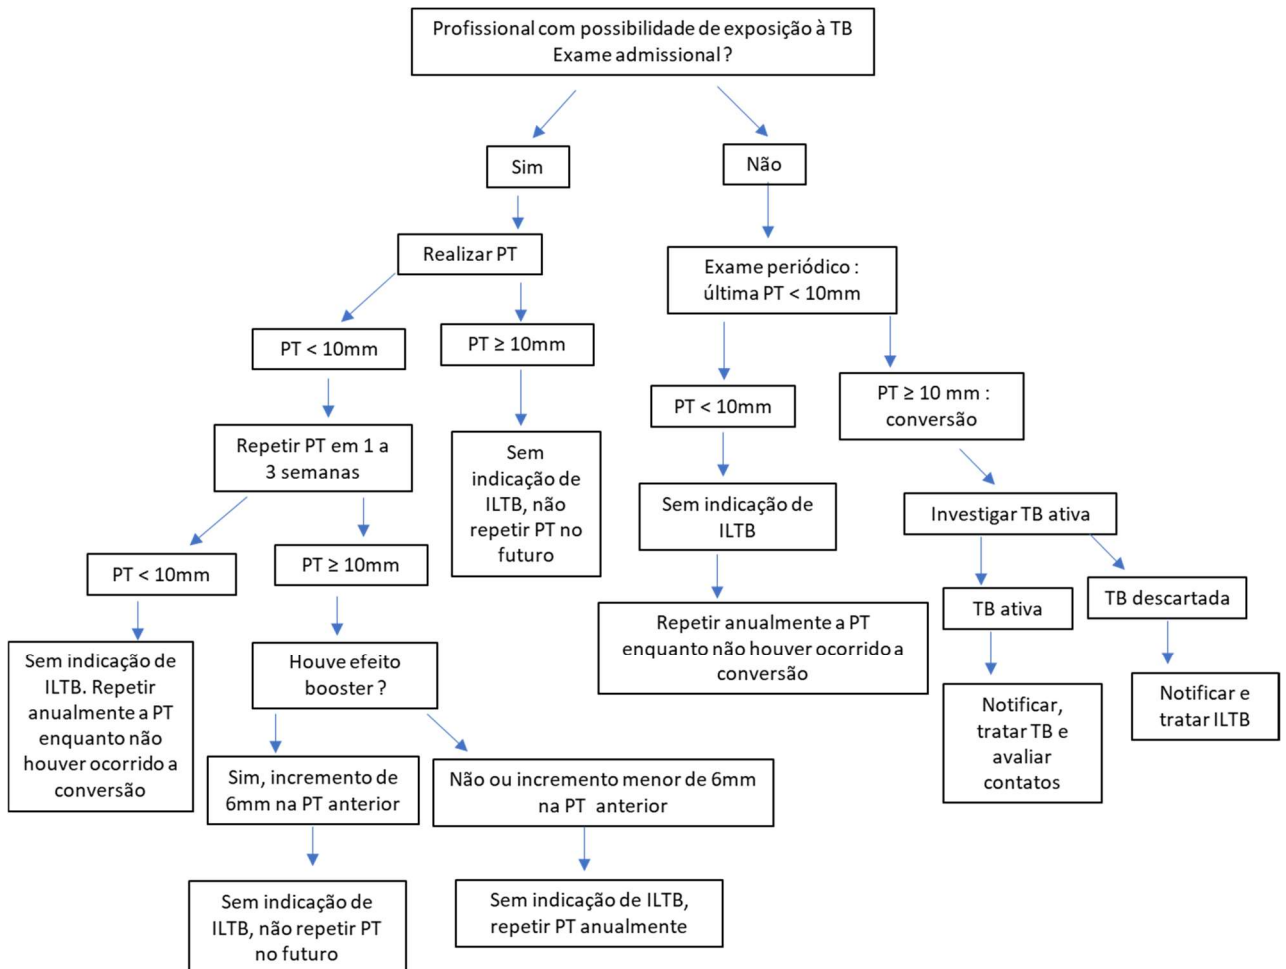 Profissional com possibilidade de exposição à TB
Exame admissional ?
Sim
Não
Realizar PT
Exame periódico :
última PT < 10mm
PT < 10mm
PT ≥ 10mm
PT < 10mm
PT ≥ 10 mm :
conversão
Repetir PT em 1 a
3 semanas
Sem
indicação de
ILTB, não
repetir PT no
futuro
Sem indicação de
ILTB
Investigar TB ativa
PT < 10mm
PT ≥ 10mm
TB ativa
TB descartada
Sem indicação de
ILTB. Repetir
anualmente a PT
enquanto não
houver ocorrido a
conversão
Houve efeito
booster ?
Repetir anualmente a PT
enquanto não houver ocorrido a
conversão
Notificar,
tratar TB e
avaliar
contatos
Notificar e
tratar ILTB
Sim, incremento de
6mm na PT anterior
Não ou incremento menor de 6mm
na PT anterior
Sem indicação de
ILTB, não repetir PT
no futuro
Sem indicação de ILTB,
repetir PT anualmente